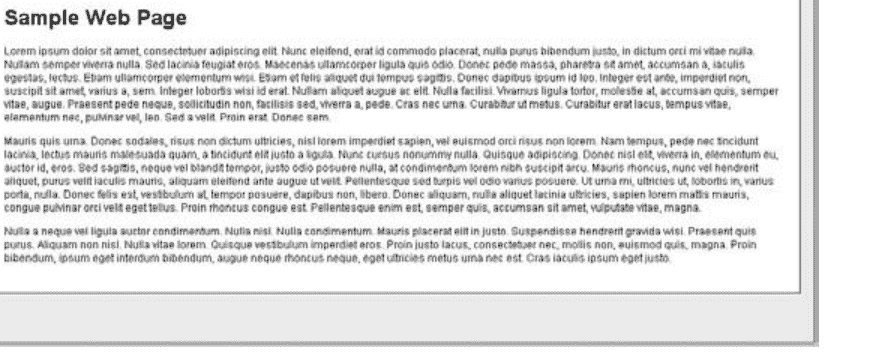 Sample Web Page
Lorem ipsum dolor sit amet, consectetuer adipiscing elit. Nunc eleifend, erat id commodo placerat, nulla purus bibendum justo, in dictum orci mi vitae nulla.
Nullam semper viverra nulla. Sed lacinia feugiat eros. Maecenas ullamcorper ligula quis odio. Donec pede massa, pharetra sit amet, accumsan a, iaculis
egestas, lectus. Etiam ullamcorper elementum wisi. Etiam et felis aliquet dui tempus sagittis. Donec dapibus ipsum id leo. Integer est ante, imperdiet non,
suscipit sit amet, varius a, sem. Integer lobortis wisi id erat. Nullam aliquet augue ac elit. Nulla facilisi. Vivamus ligula tortor, molestie at, accumsan quis, semper
vitae, augue. Praesent pede neque, sollicitudin non, facilisis sed, viverra a, pede. Cras nec urna. Curabitur ut metus. Curabitur erat lacus, tempus vitae,
elementum nec, pulvinar vel, leo. Sed a velit. Proin erat. Donec sem.
Mauris quis urna. Donec sodales, risus non dictum ultricies, nisl lorem imperdiet sapien, vel euismod orci risus non lorem. Nam tempus, pede nec tincidunt
lacinia, lectus mauris malesuada quam, a tincidunt elit justo a ligula. Nunc cursus nonummy nulla. Quisque adipiscing. Donec nisl elit, viverra in, elementum eu,
auctor id, eros. Sed sagittis, neque vel blandit tempor, justo odio posuere nulla, at condimentum lorem nibh suscipit arcu. Mauris rhoncus, nunc vel hendrerit
aliquet, purus velit iaculis mauris, aliquam eleifend ante augue ut velit. Pellentesque sed turpis vel odio varius posuere. Ut urna mi, ultricies ut, lobortis in, varius
porta, nulla. Donec felis est, vestibulum at, tempor posuere, dapibus non, libero. Donec aliquam, nulla aliquet lacinia ultricies, sapien lorem mattis mauris,
congue pulvinar orci velit eget tellus. Proin rhoncus congue est. Pellentesque enim est, semper quis, accumsan sit amet, vulputate vitae, magna.
Nulla a neque vel ligula auctor condimentum. Nulla nisl. Nulla condimentum. Mauris placerat elit in justo. Suspendisse hendrerit gravida wisi. Praesent quis
purus. Aliquam non nisl. Nulla vitae lorem. Quisque vestibulum imperdiet eros. Proin justo lacus, consectetuer nec, mollis non, euismod quis, magna. Proin
bibendum, ipsum eget interdum bibendum, augue neque rhoncus neque, eget ultricies metus urna nec est. Cras iaculis ipsum eget justo.